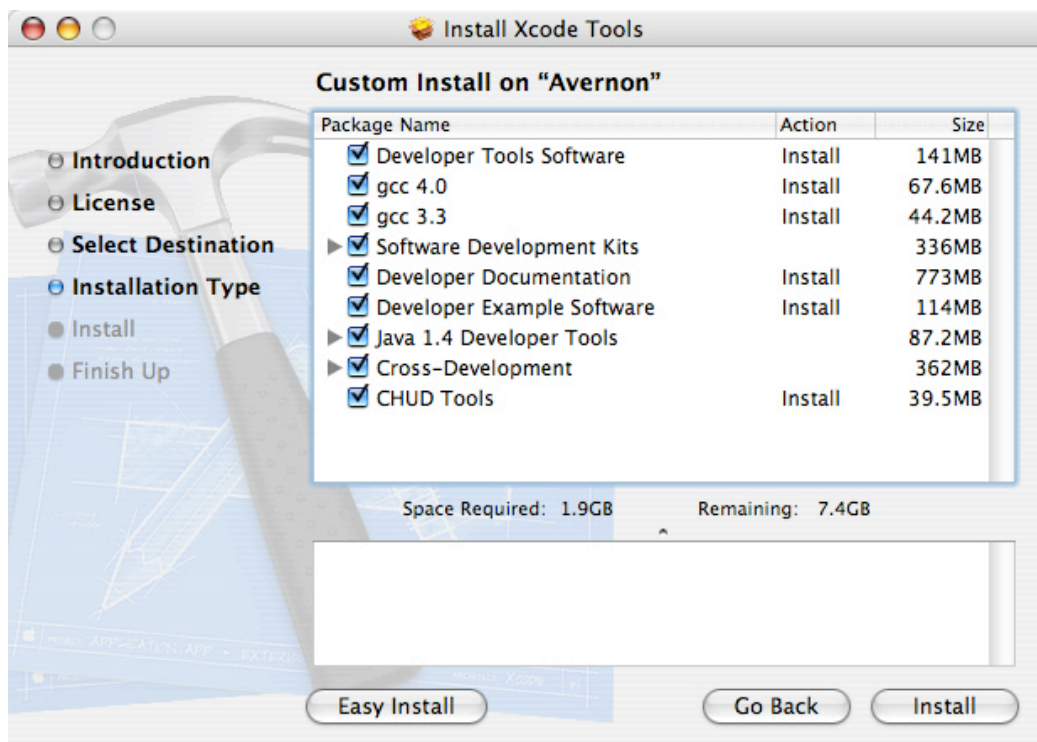 Install Xcode Tools
Custom Install on “Avernon”
Introduction
License
Select Destination
Installation Type
Install
Finish Up
Package Name Action Size
Developer Tools Software Install 141MB
gcc 4.0 Install 67.6MB
gcc 3.3 Install 44.2MB
Software Development Kits 336MB
Developer Documentation Install 773MB
Developer Example Software Install 114MB
Java 1.4 Developer Tools 87.2MB
Cross-Development 362MB
CHUD Tools Install 39.5MB
Space Required: 1.9GB Remaining: 7.4GB
APPLICATION.APP
XCODE
Easy Install Go Back Install